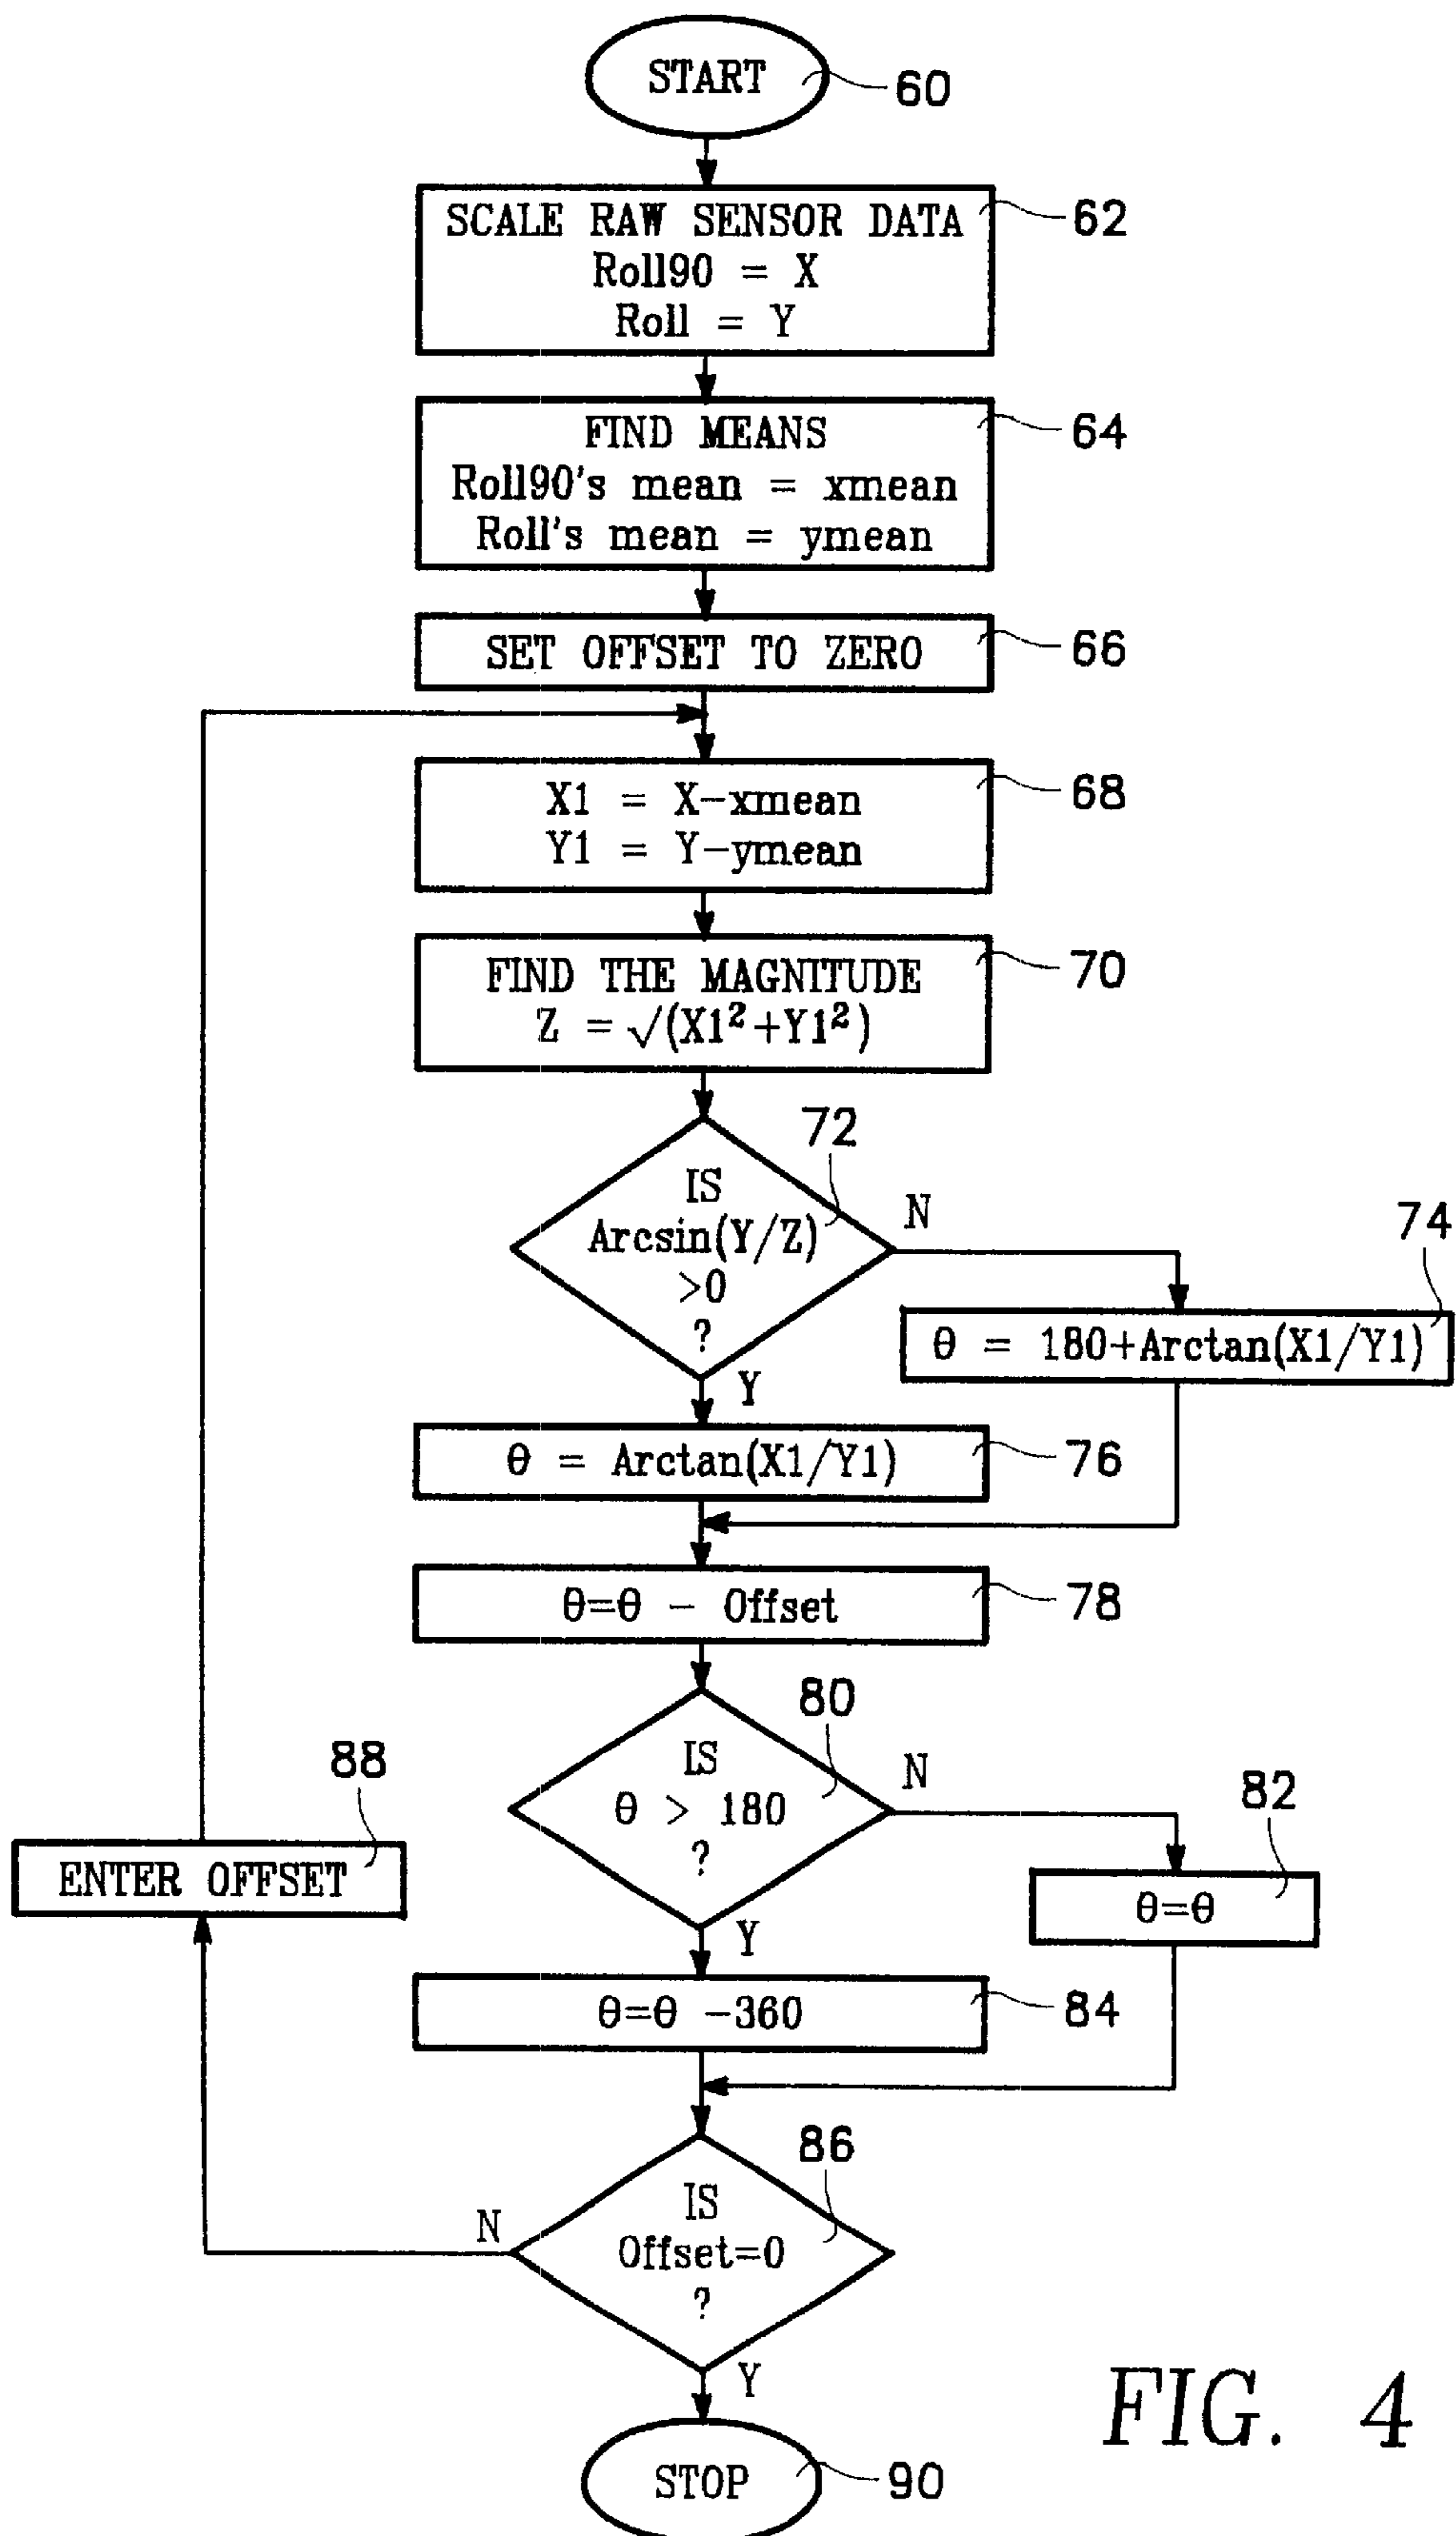 START
60
SCALE RAW SENSOR DATA
Roll90 = X
Roll = Y
62
FIND MEANS
Roll90's mean = xmean
Roll's mean = ymean
64
SET OFFSET TO ZERO
66
X1 = X-xmean
Y1 = Y-ymean
68
FIND THE MAGNITUDE
Z = √(X1²+Y1²)
70
72
IS
Arcsin(Y/Z)
>0
?
N
Y
74
θ = 180+Arctan(X1/Y1)
θ = Arctan(X1/Y1)
76
θ=θ - Offset
78
80
IS
θ > 180
?
N
Y
82
θ=θ
88
ENTER OFFSET
θ=θ -360
84
86
IS
Offset=0
?
N
Y
STOP
90
FIG. 4